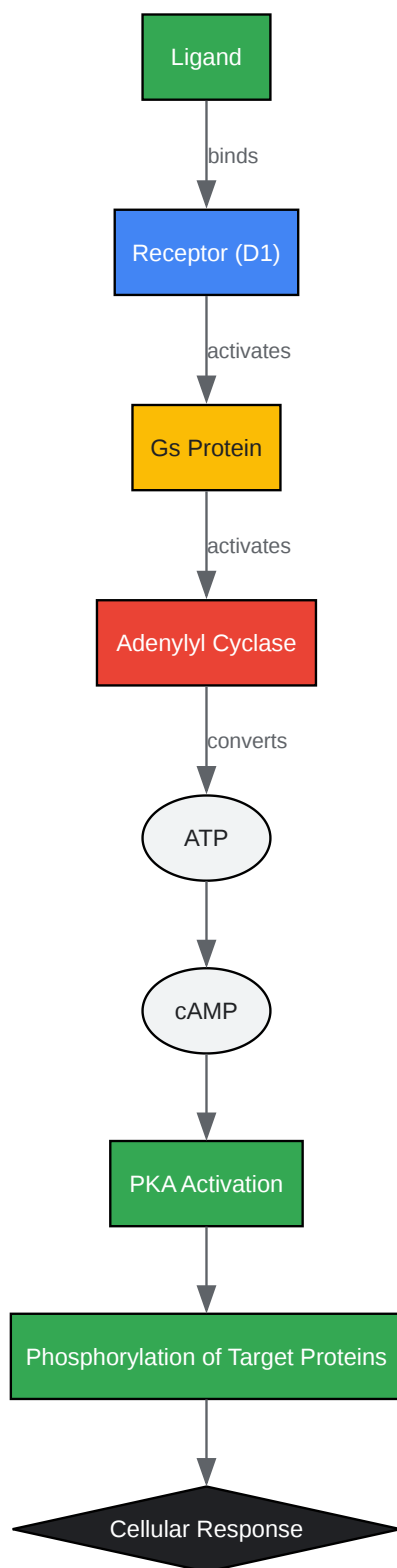 Ligand
binds
Receptor (D1)
activates
Gs Protein
activates
Adenylyl Cyclase
converts
ATP
cAMP
PKA Activation
Phosphorylation of Target Proteins
Cellular Response